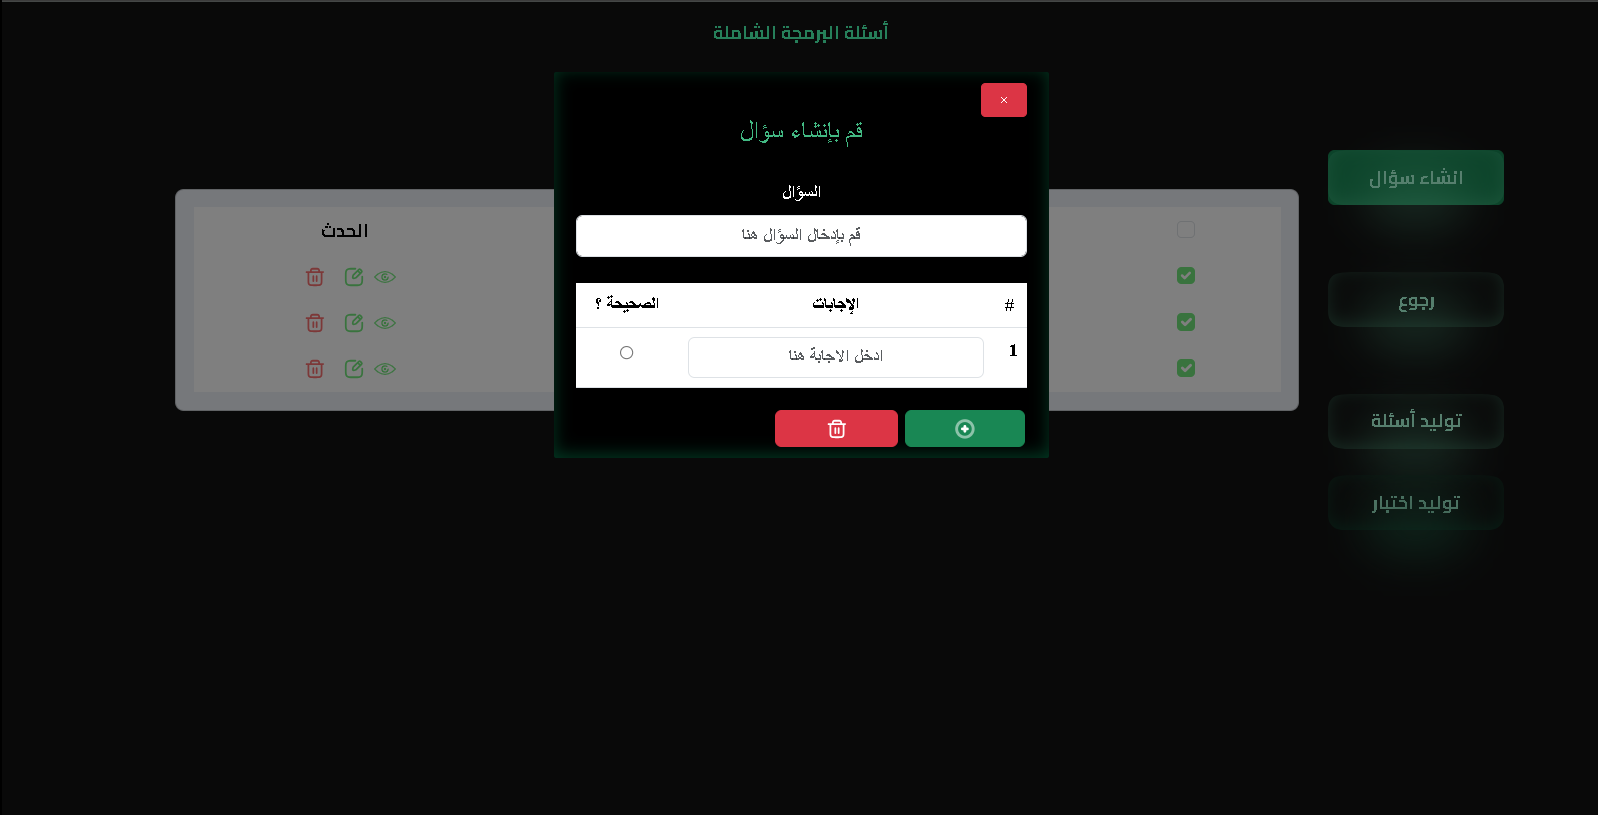 أسئلة البرمجة الشاملة
×
قم بإنشاء سؤال
السؤال
قم بإدخال السؤال هنا
# الإجابات الصحيحة ؟
1 ادخل الاجابة هنا
الحدث
انشاء سؤال
رجوع
توليد أسئلة
توليد اختبار